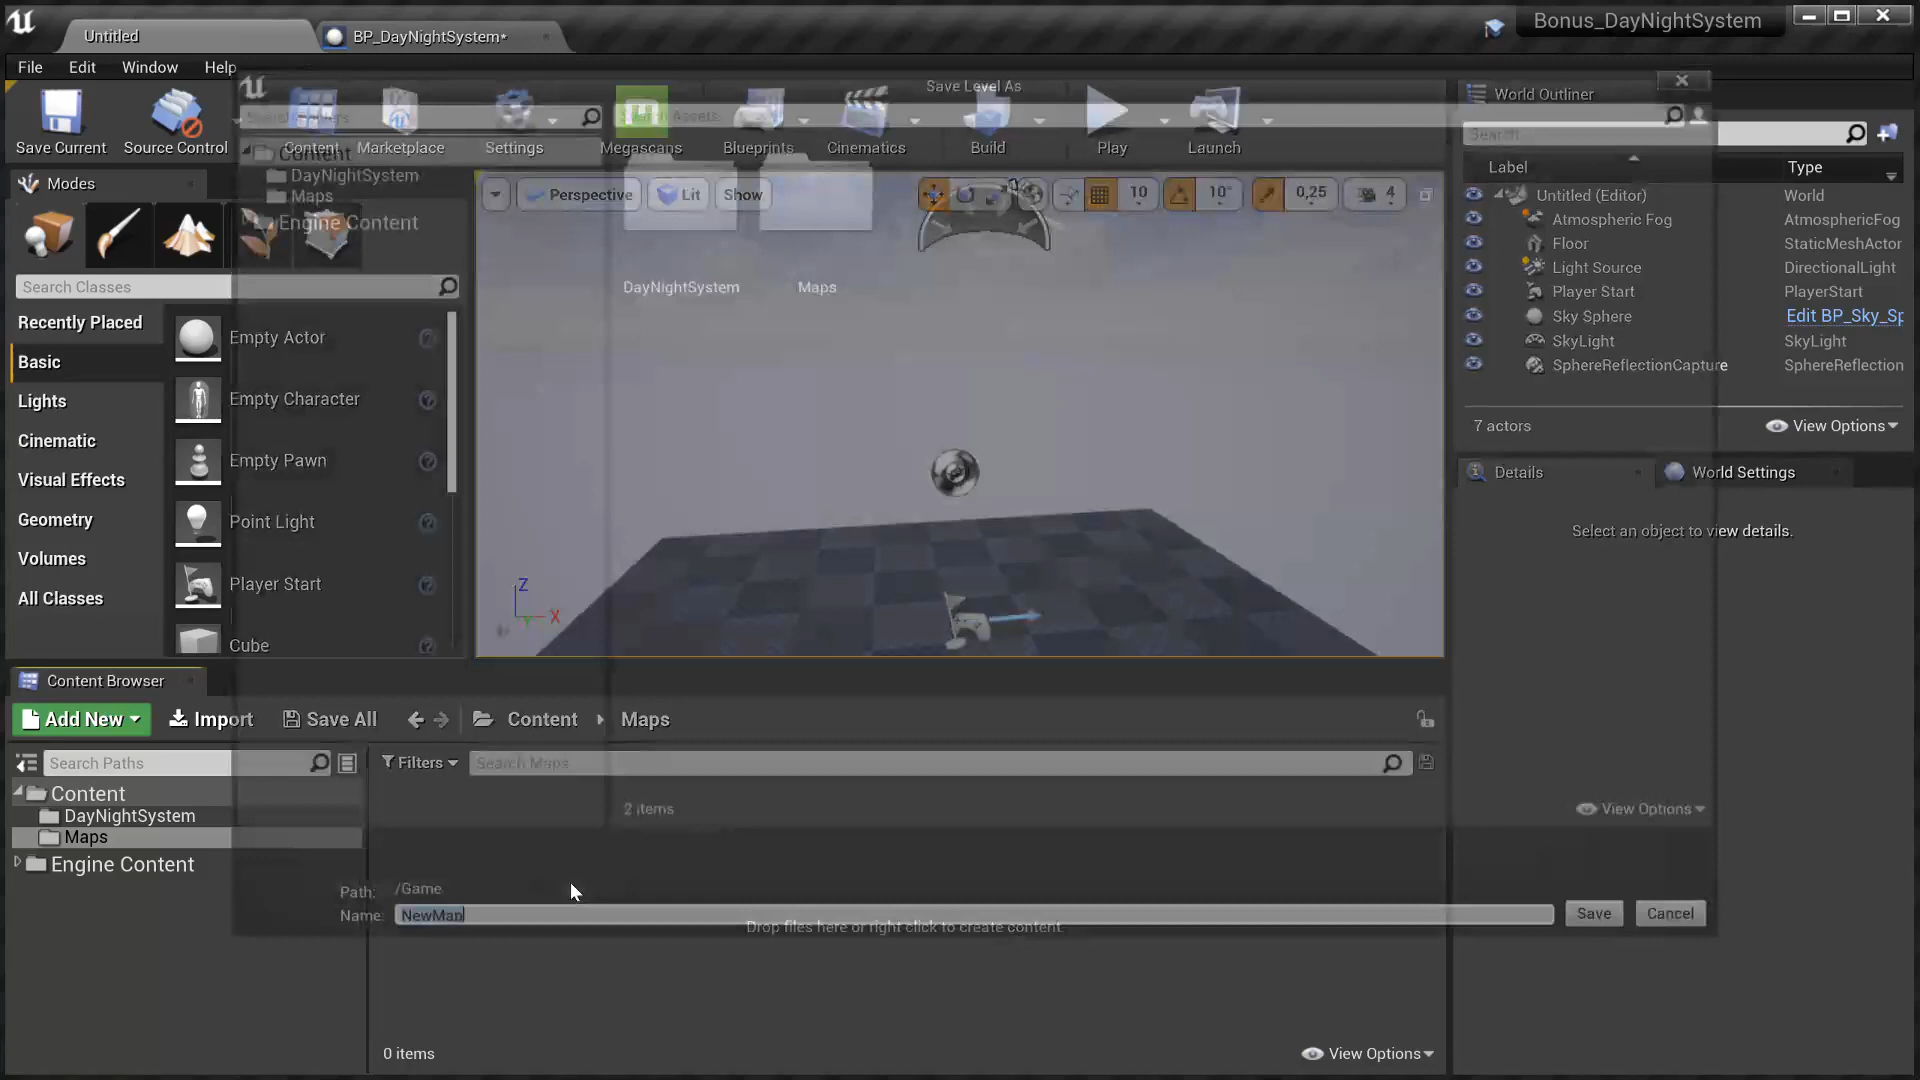 Untitled
BP_DayNightSystem*
Bonus_DayNightSystem
File Edit Window Help
Save Level As
World Outliner
Search Folders
Search Assets
Search...
Save Current Source Control Content Marketplace Settings Megascans Blueprints Cinematics Build Play Launch
Content
DayNightSystem
Maps
Engine Content
Label Type
Modes
Perspective Lit Show 10 10° 0,25 4
Untitled (Editor) World
Atmospheric Fog AtmosphericFog
Floor StaticMeshActor
Light Source DirectionalLight
Player Start PlayerStart
Sky Sphere Edit BP_Sky_Sp
SkyLight SkyLight
SphereReflectionCapture SphereReflection
7 actors View Options
Search Classes
DayNightSystem Maps
Recently Placed
Basic
Lights
Cinematic
Visual Effects
Geometry
Volumes
All Classes
Empty Actor
Empty Character
Empty Pawn
Point Light
Player Start
Cube
Z
X
Y
Details World Settings
Select an object to view details.
Content Browser
Add New Import Save All Content Maps
Search Paths Filters Search Maps
Content
DayNightSystem
Maps
Engine Content
2 items View Options
Path: /Game
Name: NewMap
Save Cancel
Drop files here or right click to create content.
0 items View Options